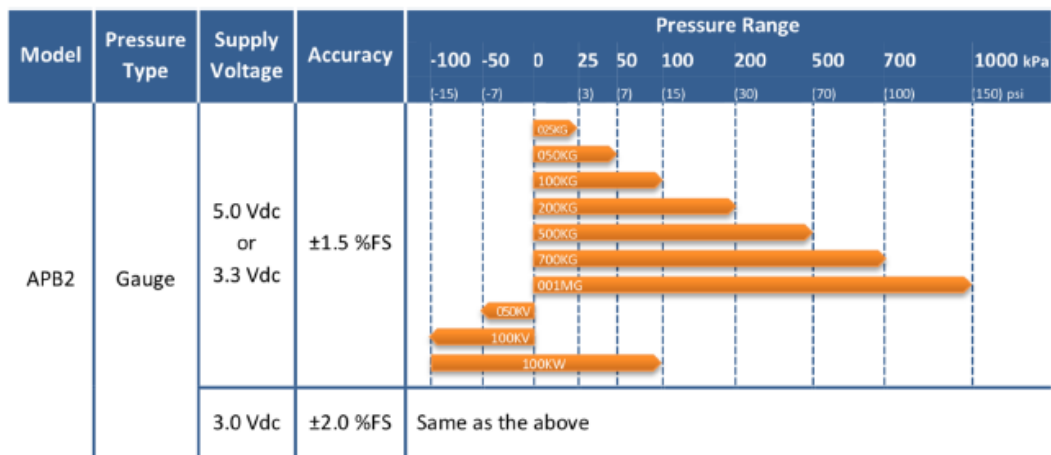 Model
Pressure Type
Supply Voltage
Accuracy
Pressure Range
-100 -50 0 25 50 100 200 500 700 1000 kPa
(-15) (-7) (3) (7) (15) (30) (70) (100) (150) psi
APB2
Gauge
5.0 Vdc
or
3.3 Vdc
±1.5 %FS
025KG
050KG
100KG
200KG
500KG
700KG
001MG
050KV
100KV
100KW
3.0 Vdc
±2.0 %FS
Same as the above